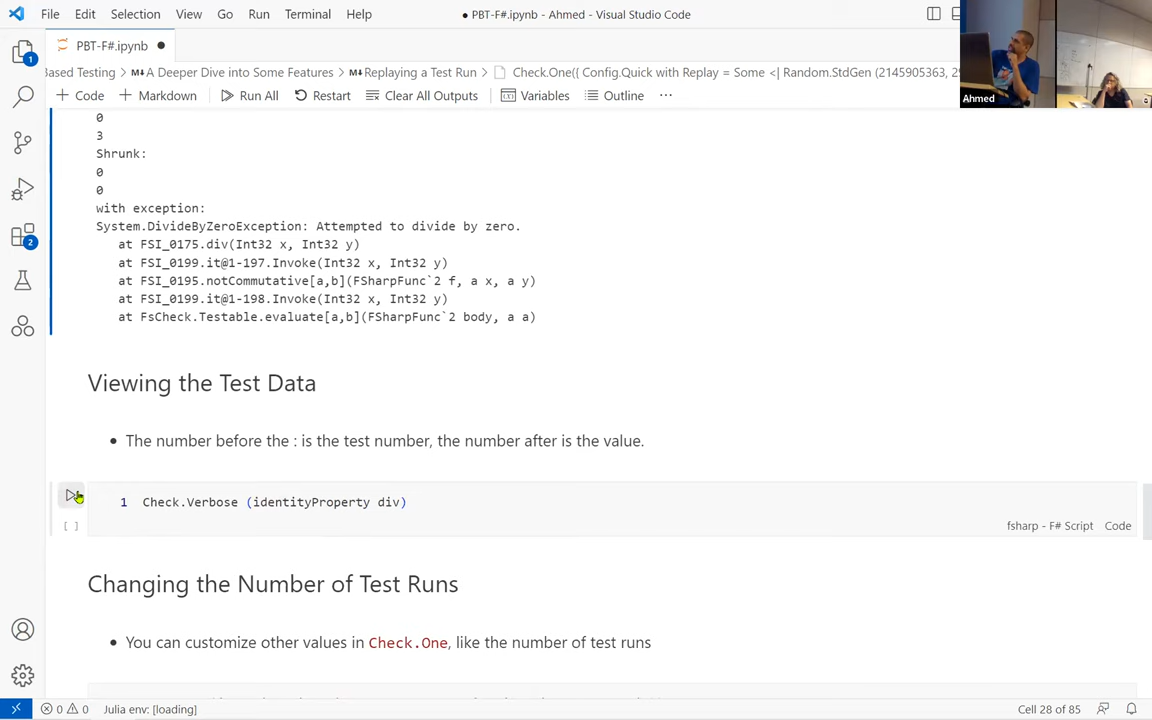 File Edit Selection View Go Run Terminal Help
● PBT-F#.ipynb - Ahmed - Visual Studio Code
PBT-F#.ipynb ●
Based Testing > A Deeper Dive into Some Features > Replaying a Test Run > Check.One({ Config.Quick with Replay = Some <| Random.StdGen (2145905363,
+ Code + Markdown Run All Restart Clear All Outputs Variables Outline ...
Ahmed
0
3
Shrunk:
0
0
with exception:
System.DivideByZeroException: Attempted to divide by zero.
at FSI_0175.div(Int32 x, Int32 y)
at FSI_0199.it@1-197.Invoke(Int32 x, Int32 y)
at FSI_0195.notCommutative[a,b](FSharpFunc`2 f, a x, a y)
at FSI_0199.it@1-198.Invoke(Int32 x, Int32 y)
at FsCheck.Testable.evaluate[a,b](FSharpFunc`2 body, a a)
Viewing the Test Data
• The number before the : is the test number, the number after is the value.
1 Check.Verbose (identityProperty div)
[ ]
fsharp - F# Script Code
Changing the Number of Test Runs
• You can customize other values in Check.One, like the number of test runs
1
2
0 0 Julia env: [loading]
Cell 28 of 85